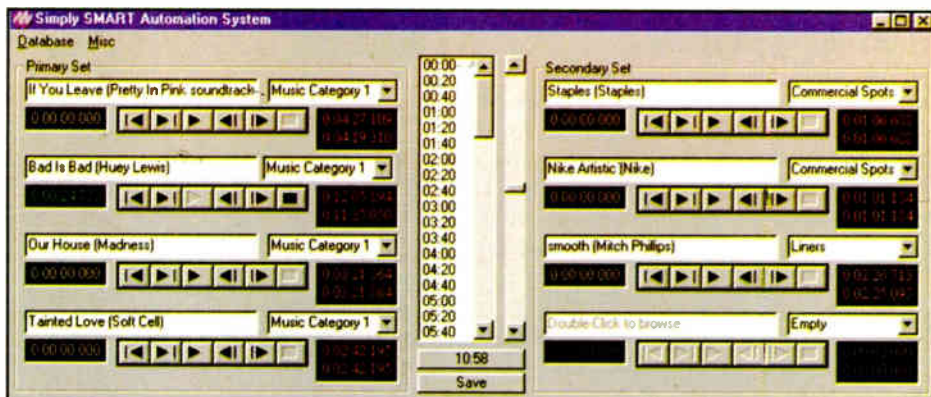 Simply SMART Automation System
Database Misc
Primary Set
If You Leave (Pretty In Pink soundtrack- Music Category 1
0:00:00:000
Bad Is Bad (Huey Lewis) Music Category 1
Our House (Madness) Music Category 1
0:00:00:000
Tainted Love (Soft Cell) Music Category 1
0:00:00:000
00:00
00:20
00:40
01:00
01:20
01:40
02:00
02:20
02:40
03:00
03:20
03:40
04:00
04:20
04:40
05:00
05:20
05:40
10:58
Save
Secondary Set
Staples (Staples) Commercial Spots
0:00:00:000
Nike Artistic (Nike) Commercial Spots
0:00:00:000
smooth (Mitch Phillips) Liners
0:00:00:000
Double-Click to browse Empty